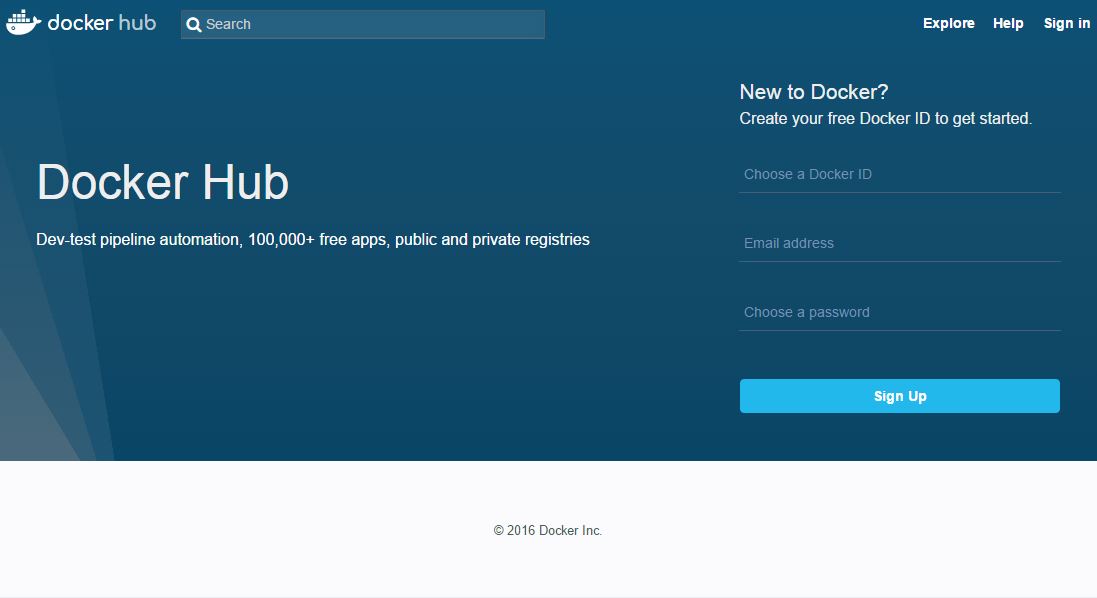 docker hub
Search
Explore
Help
Sign in
New to Docker?
Create your free Docker ID to get started.
Choose a Docker ID
Docker Hub
Dev-test pipeline automation, 100,000+ free apps, public and private registries
Email address
Choose a password
Sign Up
© 2016 Docker Inc.